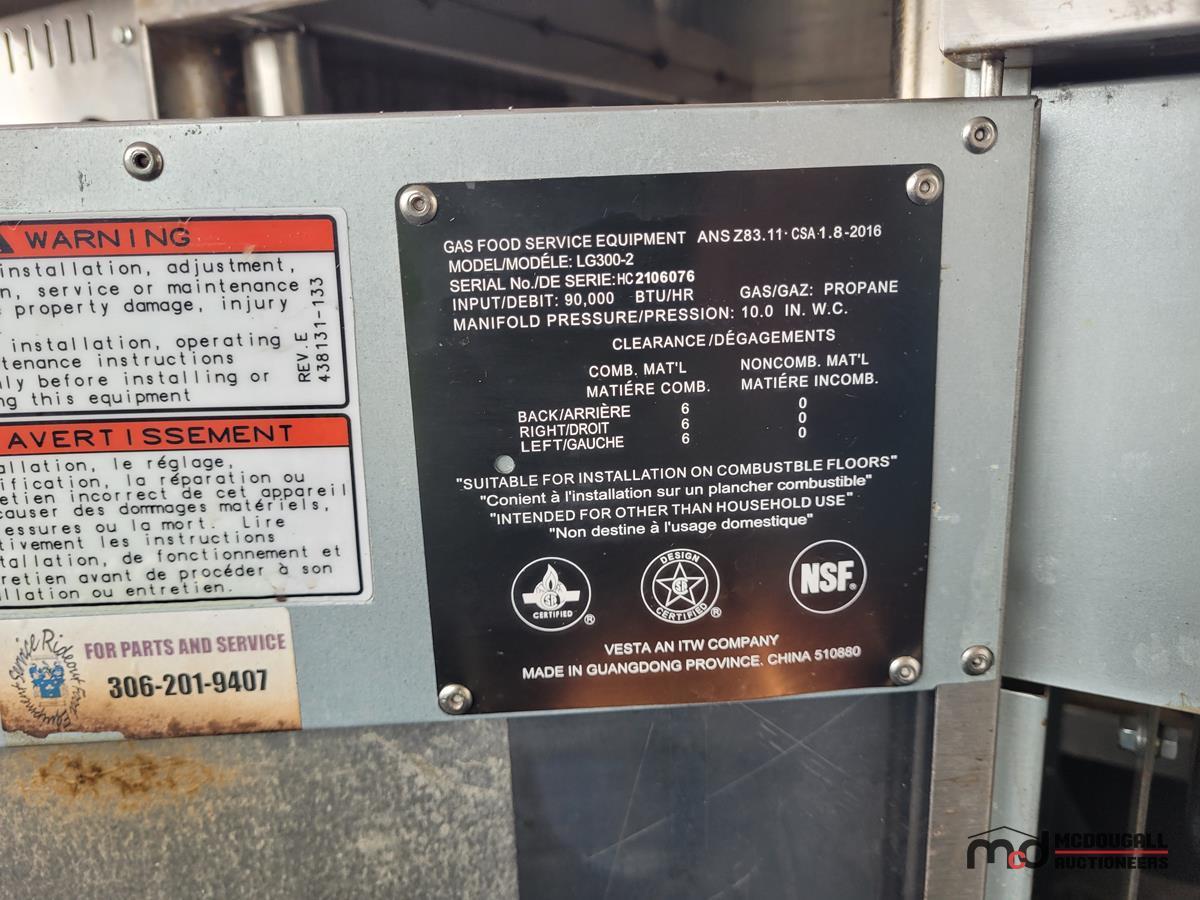 WARNING
installation, adjustment,
n, service or maintenance
property damage, injury
installation, operating
tenance instructions
ly before installing or
ng this equipment
REV.E
438131-133
AVERTISSEMENT
allation, le réglage,
ification, la réparation ou
etien incorrect de cet appareil
causer des dommages matériels,
essures ou la mort. Lire
tivement les instructions
tallation, de fonctionnement et
retien avant de procéder à son
llation ou entretien.
Equipment Service Rideout
FOR PARTS AND SERVICE
306-201-9407
GAS FOOD SERVICE EQUIPMENT ANS Z83.11· CSA·1.8-2016
MODEL/MODÉLE: LG300-2
SERIAL No./DE SERIE:HC2106076
INPUT/DEBIT: 90,000 BTU/HR GAS/GAZ: PROPANE
MANIFOLD PRESSURE/PRESSION: 10.0 IN. W.C.
CLEARANCE/DÉGAGEMENTS
COMB. MAT'L NONCOMB. MAT'L
MATIÉRE COMB. MATIÉRE INCOMB.
BACK/ARRIÈRE 6 0
RIGHT/DROIT 6 0
LEFT/GAUCHE 6 0
"SUITABLE FOR INSTALLATION ON COMBUSTBLE FLOORS"
"Conient à l'installation sur un plancher combustible"
"INTENDED FOR OTHER THAN HOUSEHOLD USE"
"Non destine à l'usage domestique"
CERTIFIED ®
DESIGN CERTIFIED ®
NSF®
VESTA AN ITW COMPANY
MADE IN GUANGDONG PROVINCE. CHINA 510880
mcd MCDOUGALL
AUCTIONEERS